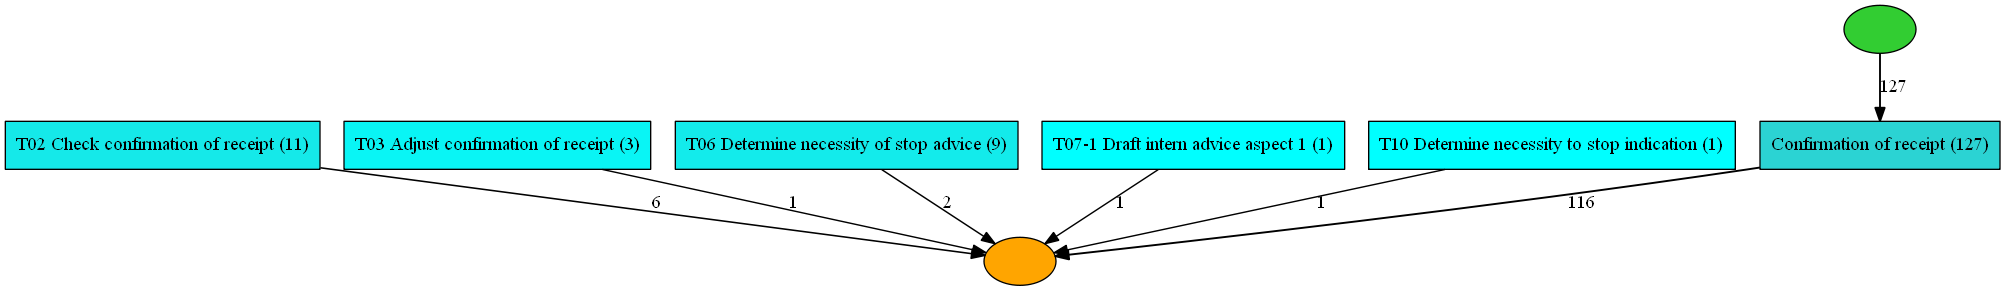 127
T02 Check confirmation of receipt (11)
T03 Adjust confirmation of receipt (3)
T06 Determine necessity of stop advice (9)
T07-1 Draft intern advice aspect 1 (1)
T10 Determine necessity to stop indication (1)
Confirmation of receipt (127)
6
1
2
1
1
116